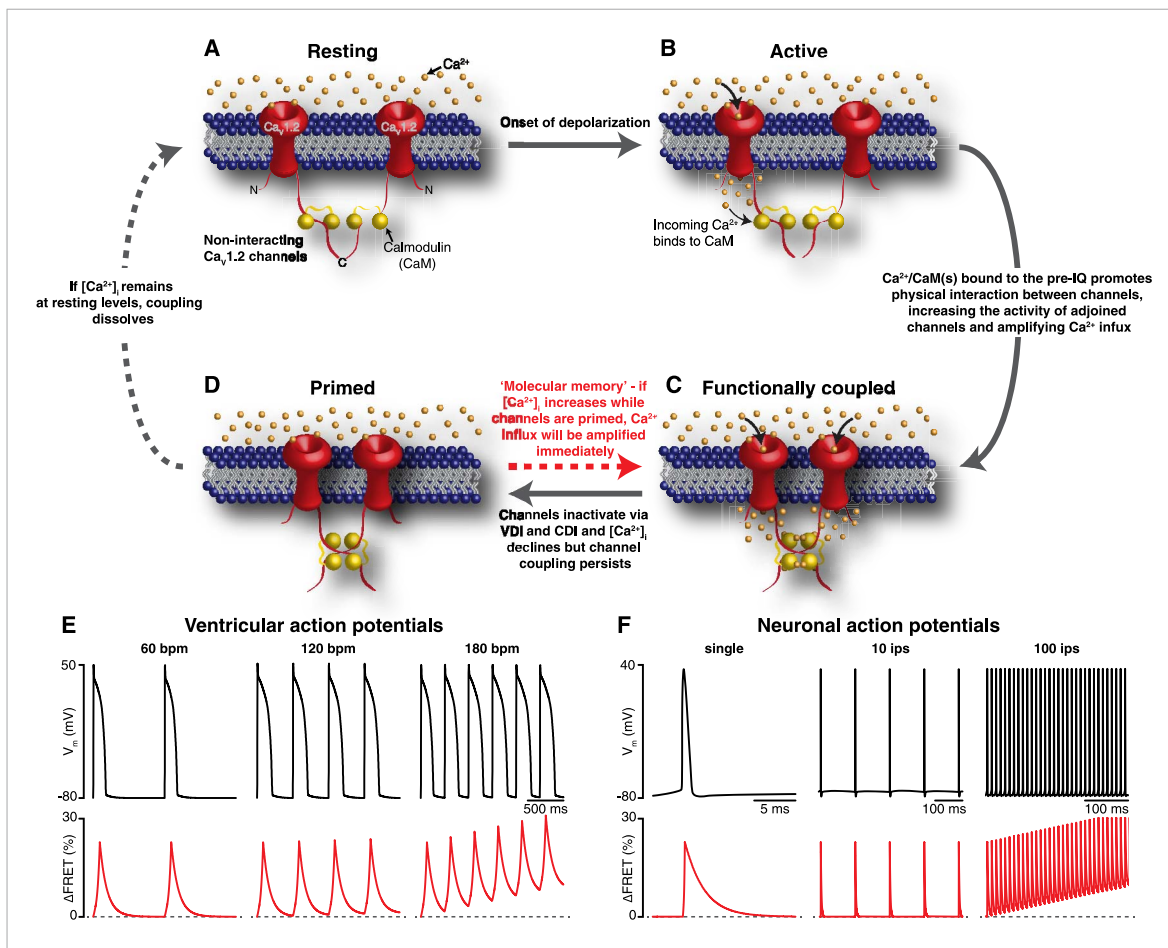 A
Resting
Ca²⁺
Caᵥ1.2
Caᵥ1.2
N
N
Non-interacting
Caᵥ1.2 channels
C
Calmodulin
(CaM)
Onset of depolarization
B
Active
Incoming Ca²⁺
binds to CaM
Ca²⁺/CaM(s) bound to the pre-IQ promotes
physical interaction between channels,
increasing the activity of adjoined
channels and amplifying Ca²⁺ infux
If [Ca²⁺]ᵢ remains
at resting levels, coupling
dissolves
D
Primed
'Molecular memory' - if
[Ca²⁺]ᵢ increases while
channels are primed, Ca²⁺
influx will be amplified
immediately
Channels inactivate via
VDI and CDI and [Ca²⁺]ᵢ
declines but channel
coupling persists
C
Functionally coupled
E
Ventricular action potentials
60 bpm
120 bpm
180 bpm
50
Vₘ (mV)
-80
500 ms
30
ΔFRET (%)
0
F
Neuronal action potentials
single
10 ips
100 ips
40
Vₘ (mV)
-80
5 ms
100 ms
100 ms
30
ΔFRET (%)
0